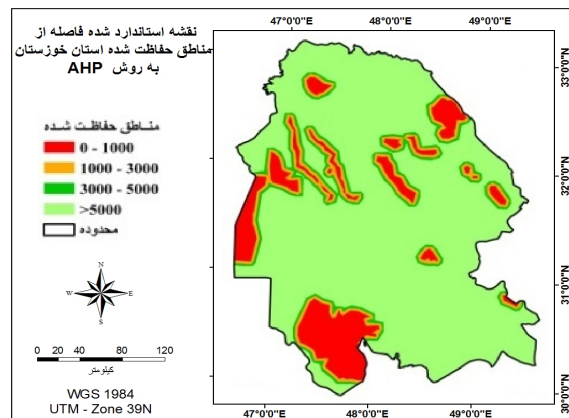 نقشه استاندارد شده فاصله از
مناطق حفاظت شده استان خوزستان
به روش AHP
مناطق حفاظت شده
0 - 1000
1000 - 3000
3000 - 5000
>5000
محدوده
N
W E
S
0 20 40 80 120
کیلومتر
WGS 1984
UTM - Zone 39N
47°0'0"E 48°0'0"E 49°0'0"E
33°0'0"N
32°0'0"N
31°0'0"N
30°0'0"N
47°0'0"E 48°0'0"E 49°0'0"E